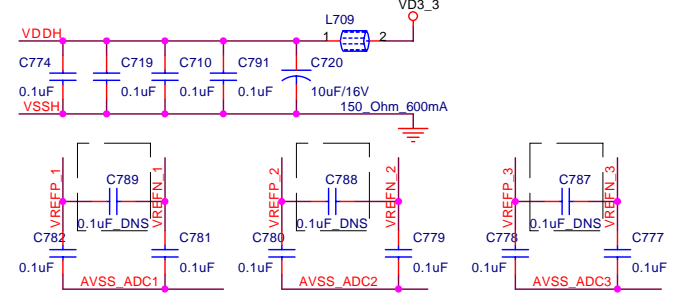 VD3_3
L709
VDDH
1
2
C774
C719
C710
C791
C720
0.1uF
0.1uF
0.1uF
0.1uF
10uF/16V
VSSH
150_Ohm_600mA
VREFP_1
C789
VREFN_1
0.1uF_DNS
C782
C781
0.1uF
0.1uF
AVSS_ADC1
VREFP_2
C788
VREFN_2
0.1uF_DNS
C780
C779
0.1uF
0.1uF
AVSS_ADC2
VREFP_3
C787
VREFN_3
0.1uF_DNS
C778
C777
0.1uF
0.1uF
AVSS_ADC3